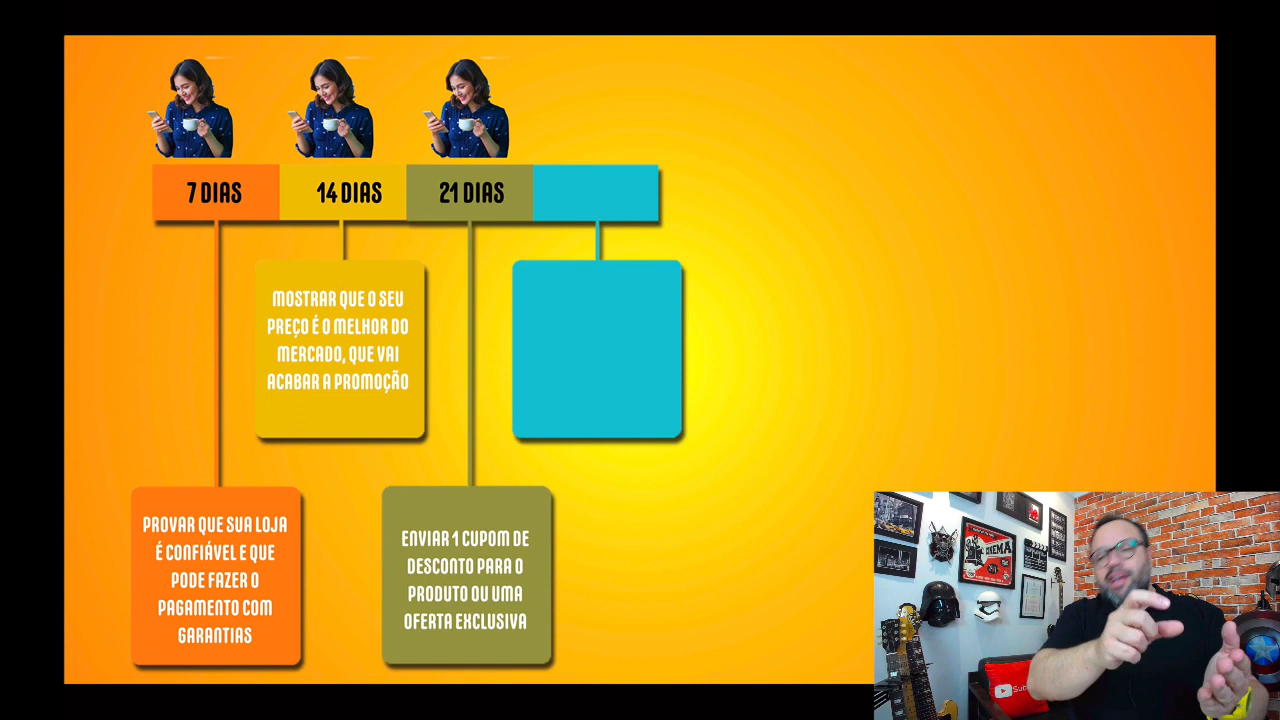 7 DIAS
14 DIAS
21 DIAS
MOSTRAR QUE O SEU
PREÇO É O MELHOR DO
MERCADO, QUE VAI
ACABAR A PROMOÇÃO
PROVAR QUE SUA LOJA
É CONFIÁVEL E QUE
PODE FAZER O
PAGAMENTO COM
GARANTIAS
ENVIAR 1 CUPOM DE
DESCONTO PARA O
PRODUTO OU UMA
OFERTA EXCLUSIVA
CINEMA